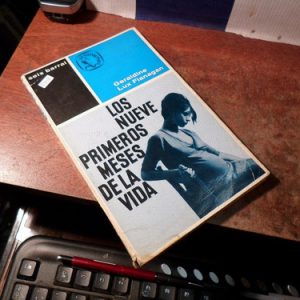 seix barral
Geraldine
Lux Flanagan
LOS
NUEVE
PRIMEROS
MESES
DE LA
VIDA